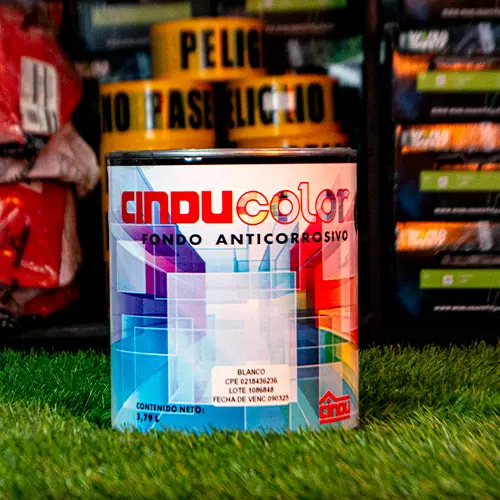 PELIG
NO PASE
ELIGIO
CINDUcolor
FONDO ANTICORROSIVO
BLANCO
CPE 0218436236
LOTE 1086848
FECHA DE VENC 090325
CONTENIDO NETO:
3,79 L
CINDU